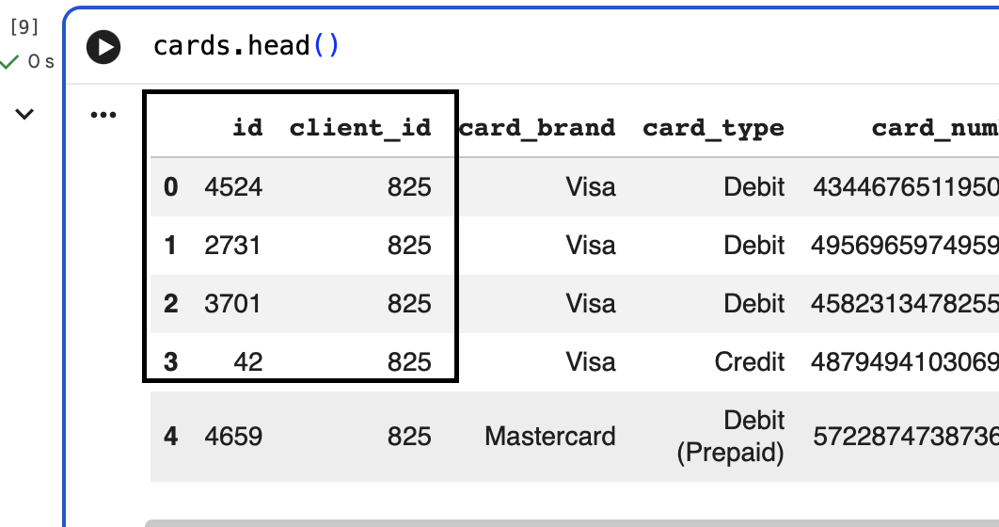 [9]
0 s
cards.head()
id client_id card_brand card_type card_num
0 4524 825 Visa Debit 4344676511950
1 2731 825 Visa Debit 4956965974959
2 3701 825 Visa Debit 4582313478255
3 42 825 Visa Credit 4879494103069
4 4659 825 Mastercard Debit (Prepaid) 5722874738736